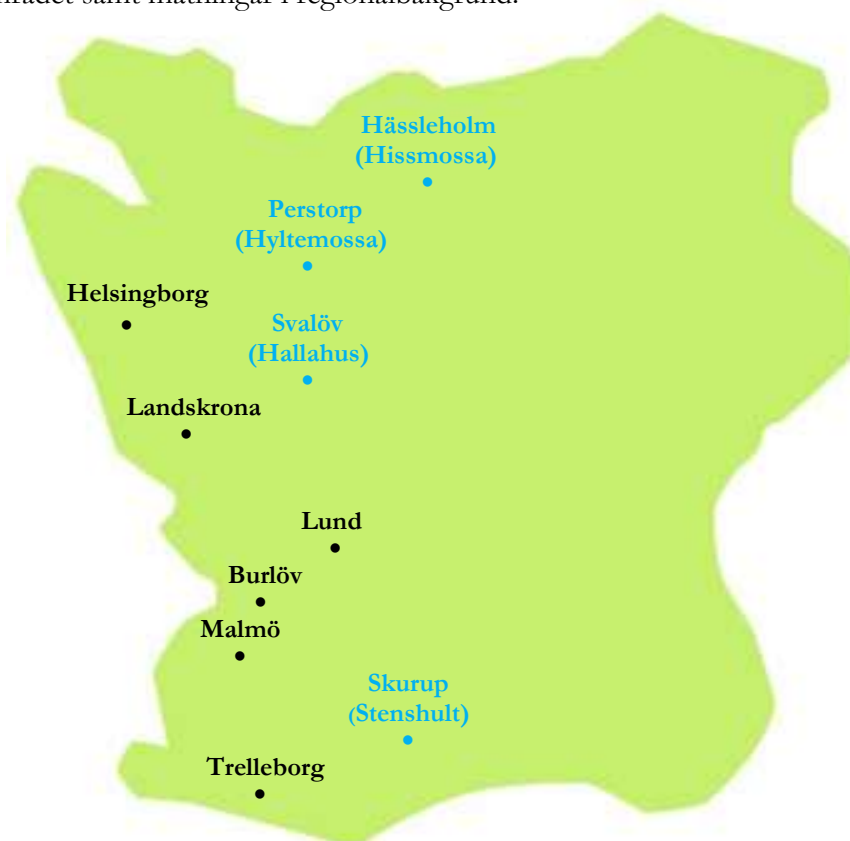 samt mätningar i regionalbakgrund.
Hässleholm
(Hissmossa)
Perstorp
(Hyltemossa)
Helsingborg
Svalöv
(Hallahus)
Landskrona
Lund
Burlöv
Malmö
Skurup
(Stenshult)
Trelleborg